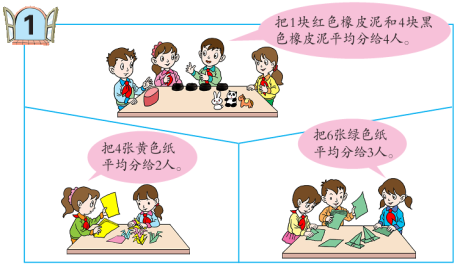 1
把1块红色橡皮泥和4块黑
色橡皮泥平均分给4人。
把4张黄色纸
平均分给2人。
把6张绿色纸
平均分给3人。